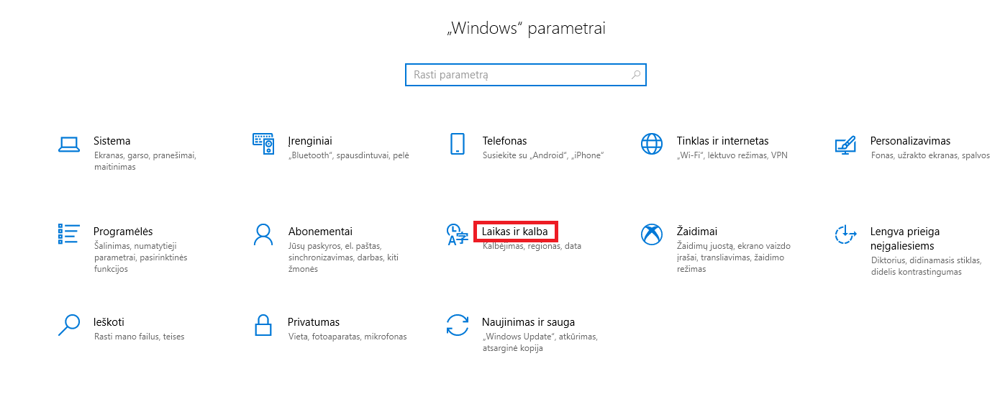 „Windows“ parametrai
Rasti parametrą
Sistema
Ekranas, garso, pranešimai,
maitinimas
Įrenginiai
„Bluetooth“, spausdintuvai, pelė
Telefonas
Susiekite su „Android“, „iPhone“
Tinklas ir internetas
„Wi-Fi“, lėktuvo režimas, VPN
Personalizavimas
Fonas, užrakto ekranas, spalvos
Programėlės
Šalinimas, numatytieji
parametrai, pasirinktinės
funkcijos
Abonementai
Jūsų paskyros, el. paštas,
sinchronizavimas, darbas, kiti
žmonės
Laikas ir kalba
Kalbėjimas, regionas, data
Žaidimai
Žaidimų juostą, ekrano vaizdo
įrašai, transliavimas, žaidimo
režimas
Lengva prieiga
neįgaliesiems
Diktorius, didinamasis stiklas,
didelis kontrastingumas
Ieškoti
Rasti mano failus, teises
Privatumas
Vieta, fotoaparatas, mikrofonas
Naujinimas ir sauga
„Windows Update“, atkūrimas,
atsarginė kopija